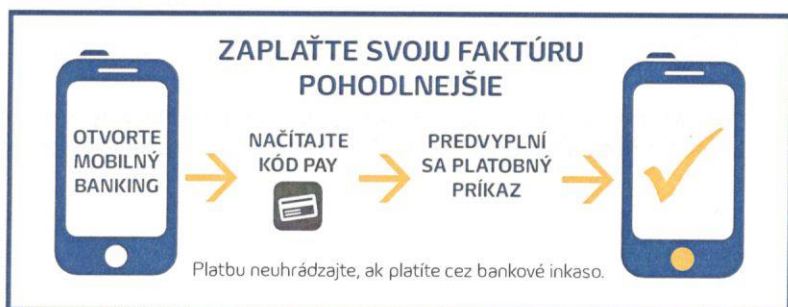 ZAPLAŤTE SVOJU FAKTÚRU
POHODLNEJŠIE
OTVORTE
MOBILNÝ
BANKING
NAČÍTAJTE
KÓD PAY
PREDVYPLNÍ
SA PLATOBNÝ
PRÍKAZ
Platbu neuhrádzajte, ak platíte cez bankové inkaso.